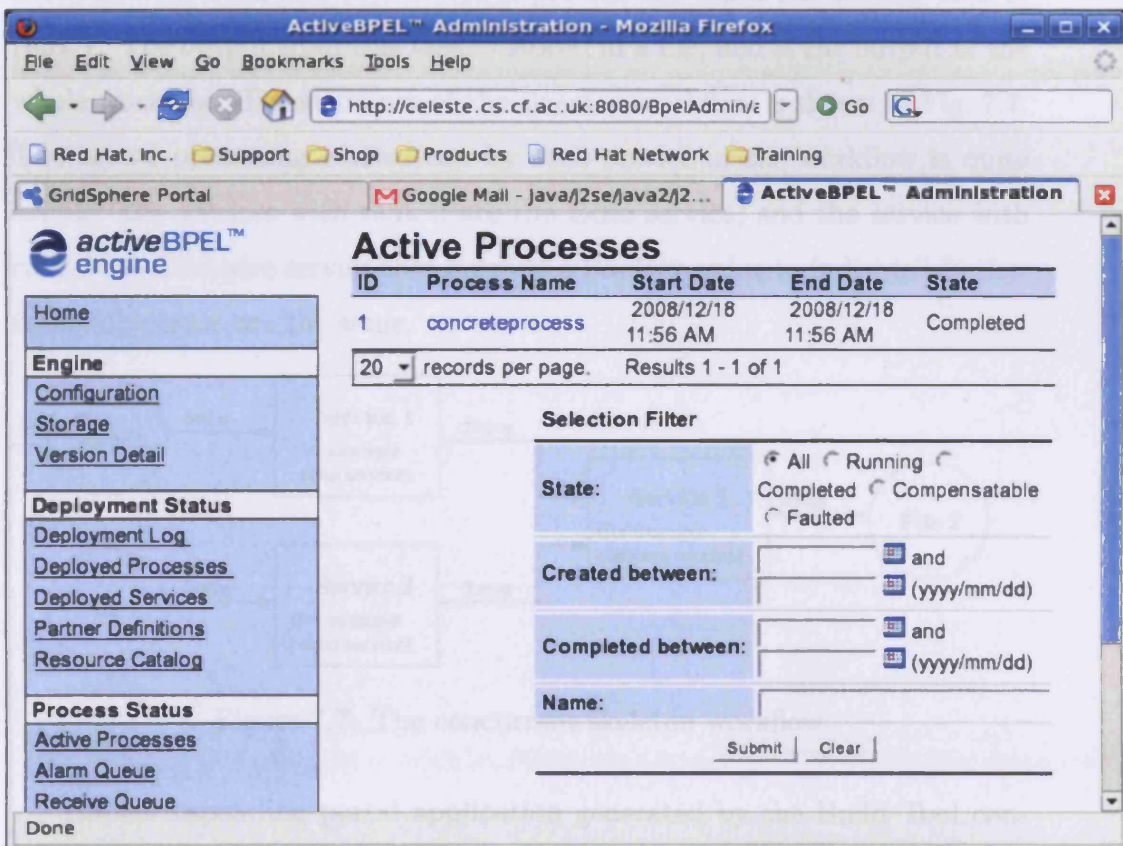 ActiveBPEL™ Administration - Mozilla Firefox
File Edit View Go Bookmarks Tools Help
http://celeste.cs.cf.ac.uk:8080/BpelAdmin/a Go
Red Hat, Inc. Support Shop Products Red Hat Network Training
GridSphere Portal Google Mail - java/j2se/java2/j2... ActiveBPEL™ Administration
activeBPEL™
engine
Home
Engine
Configuration
Storage
Version Detail
Deployment Status
Deployment Log
Deployed Processes
Deployed Services
Partner Definitions
Resource Catalog
Process Status
Active Processes
Alarm Queue
Receive Queue
Active Processes
ID Process Name Start Date End Date State
1 concreteprocess 2008/12/18 11:56 AM 2008/12/18 11:56 AM Completed
20 records per page. Results 1 - 1 of 1
Selection Filter
State: All Running
Completed Compensatable
Faulted
Created between: and
(yyyy/mm/dd)
Completed between: and
(yyyy/mm/dd)
Name:
Submit Clear
Done